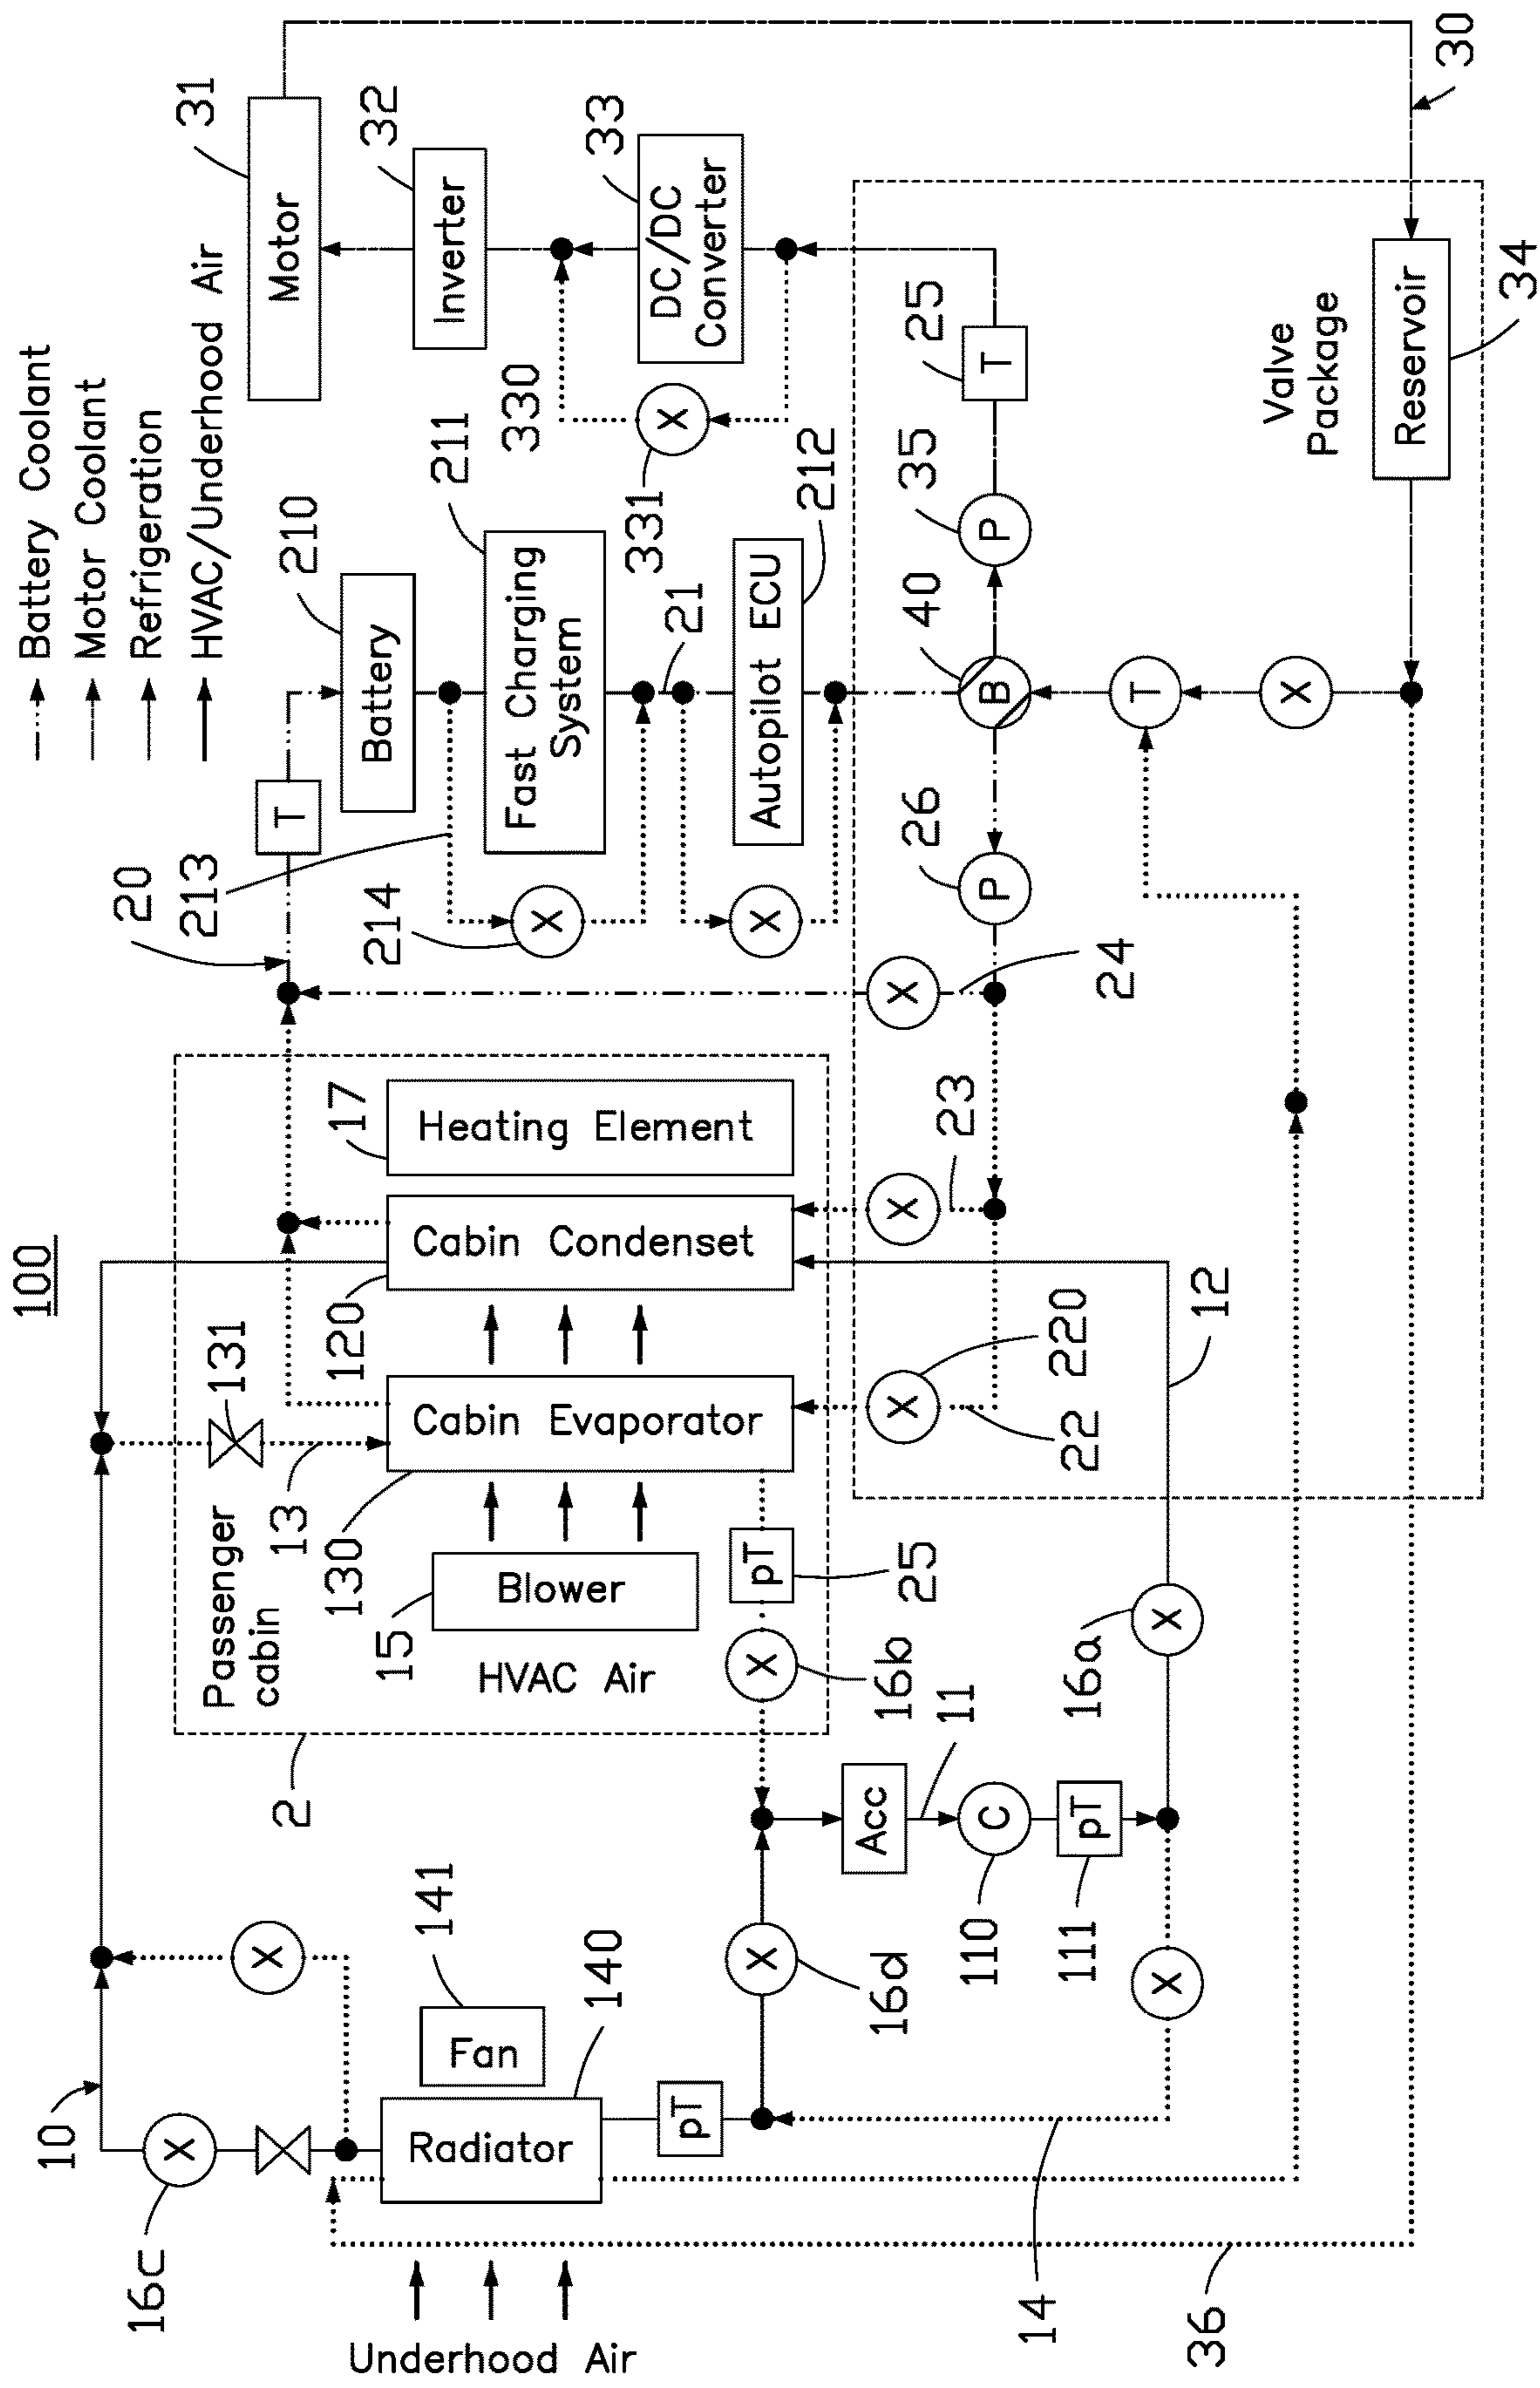 100
Battery Coolant
Motor Coolant
Refrigeration
HVAC/Underhood Air
10
16c
X
X
Underhood Air
Radiator
140
Fan
141
pT
X
16d
14
36
X
2
Passenger
cabin
13
131
130
15
Blower
HVAC Air
Cabin Evaporator
120
Cabin Condenset
17
Heating Element
pT
25
X
16b
Acc
11
C
110
pT
111
X
16a
12
X
220
22
X
23
X
24
20
213
T
Battery
210
214
X
Fast Charging
System
211
21
X
Autopilot ECU
212
P
26
B
40
P
35
T
25
T
X
Motor
31
Inverter
32
DC/DC
Converter
33
330
331
X
Valve
Package
Reservoir
34
30